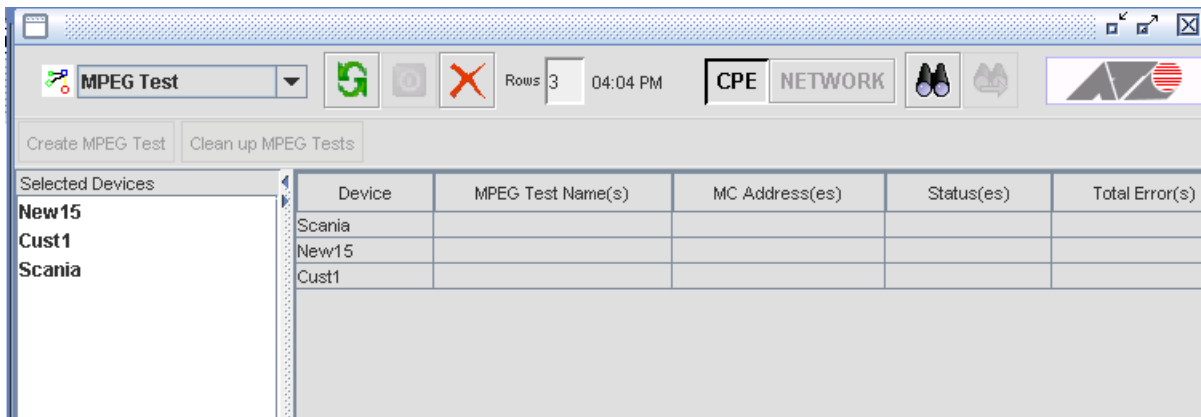 MPEG Test
Rows 3 04:04 PM CPE NETWORK
Create MPEG Test Clean up MPEG Tests
Selected Devices
New15
Cust1
Scania
Device MPEG Test Name(s) MC Address(es) Status(es) Total Error(s)
Scania
New15
Cust1